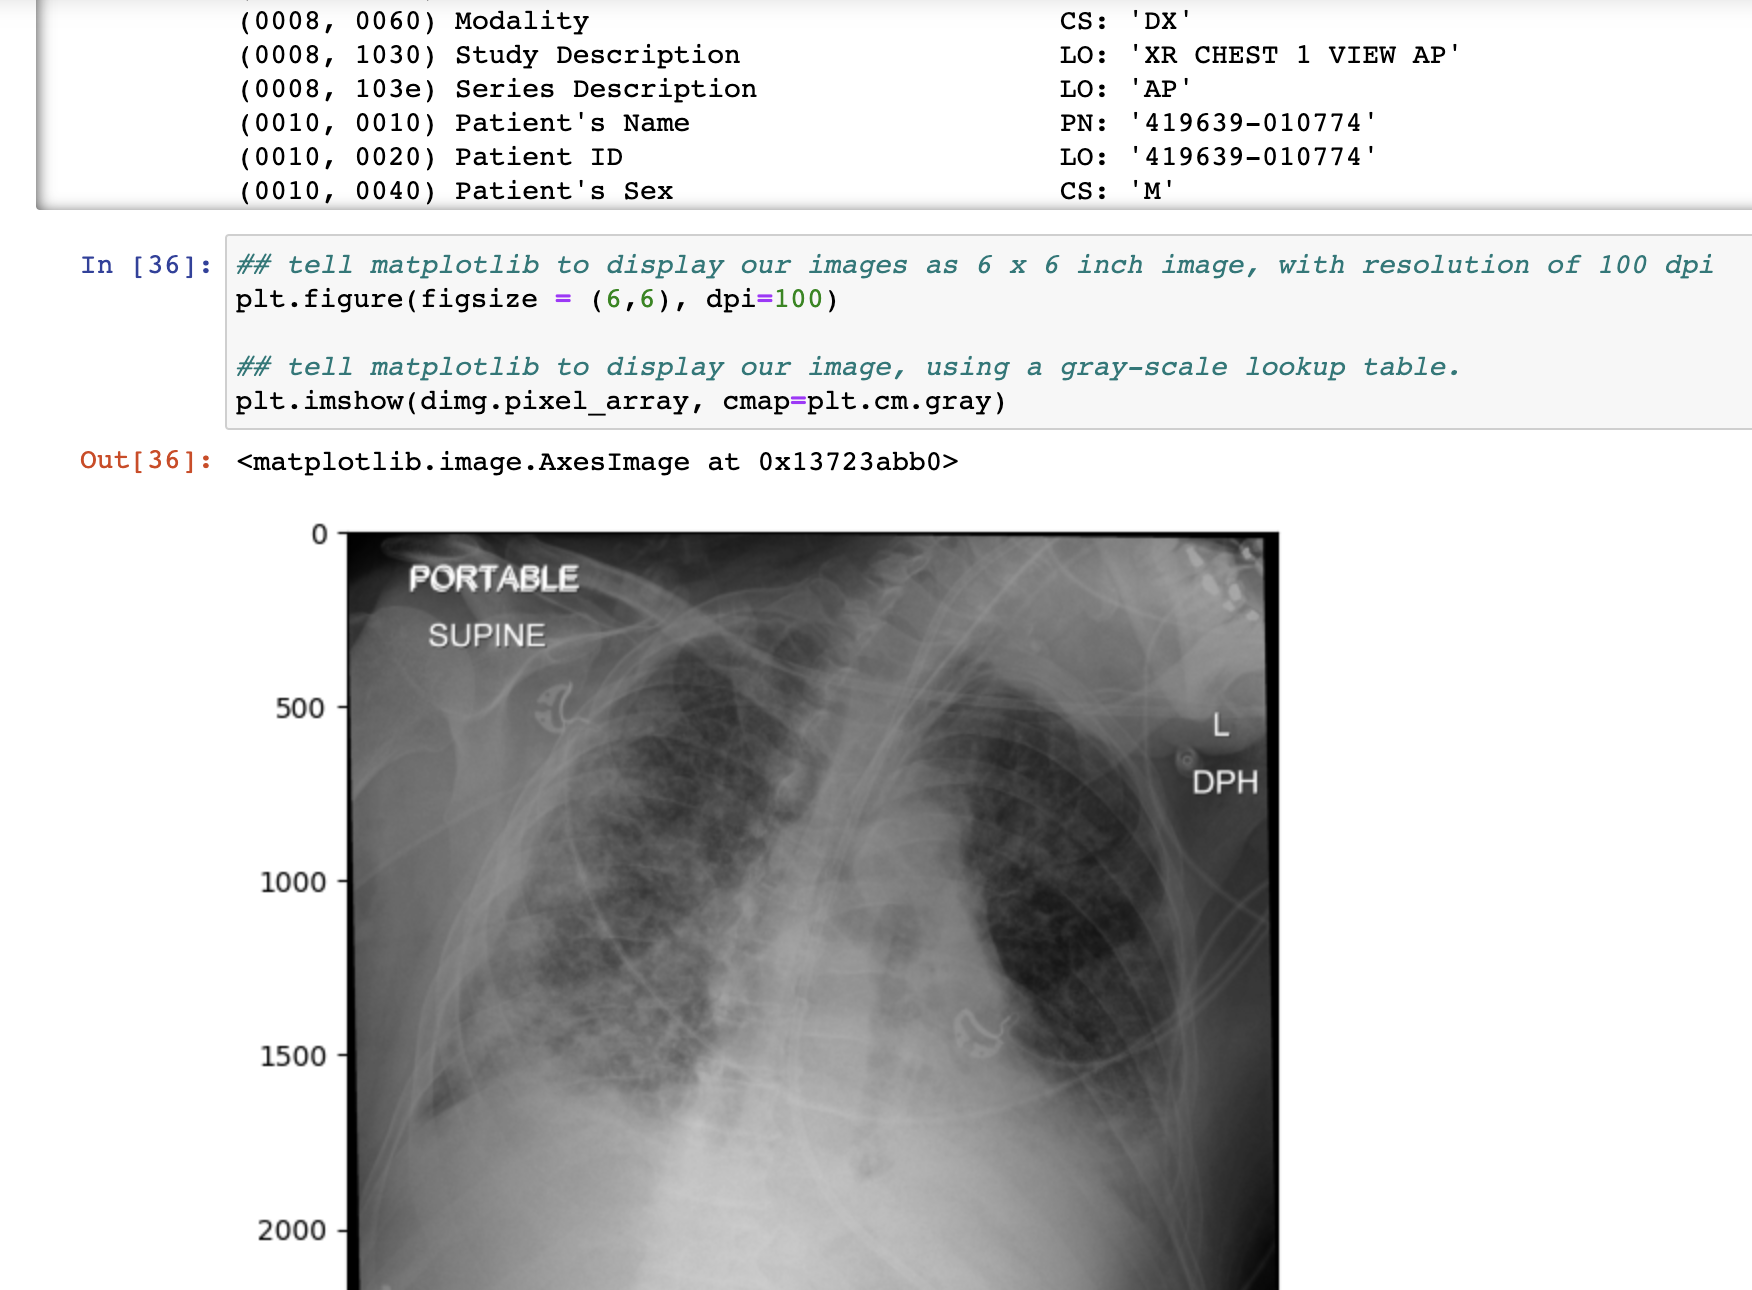 (0008, 0060) Modality CS: 'DX'
(0008, 1030) Study Description LO: 'XR CHEST 1 VIEW AP'
(0008, 103e) Series Description LO: 'AP'
(0010, 0010) Patient's Name PN: '419639-010774'
(0010, 0020) Patient ID LO: '419639-010774'
(0010, 0040) Patient's Sex CS: 'M'
In [36]: ## tell matplotlib to display our images as 6 x 6 inch image, with resolution of 100 dpi
plt.figure(figsize = (6,6), dpi=100)
## tell matplotlib to display our image, using a gray-scale lookup table.
plt.imshow(dimg.pixel_array, cmap=plt.cm.gray)
Out[36]: <matplotlib.image.AxesImage at 0x13723abb0>
0
PORTABLE
SUPINE
500
L
DPH
1000
1500
2000